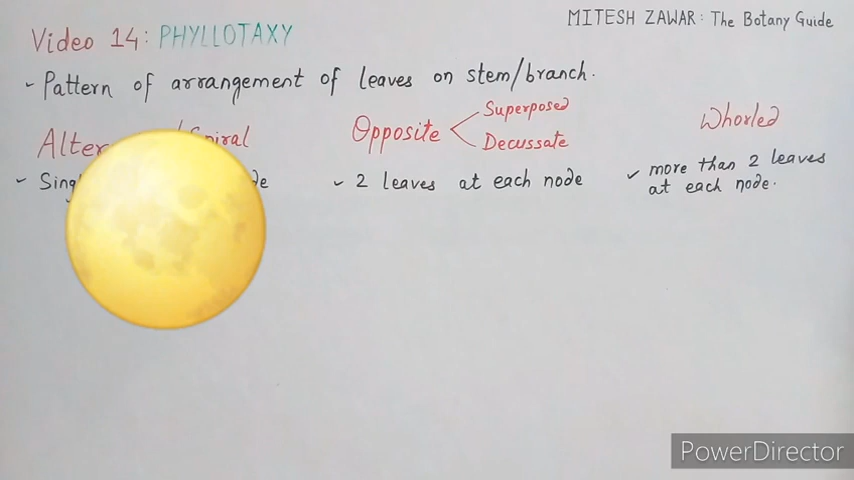 MITESH ZAWAR: The Botany Guide
Video 14: PHYLLOTAXY
- Pattern of arrangement of leaves on stem/branch.
Opposite
Superposed
Decussate
- 2 leaves at each node
Whorled
more than 2 leaves
at each node.
PowerDirector